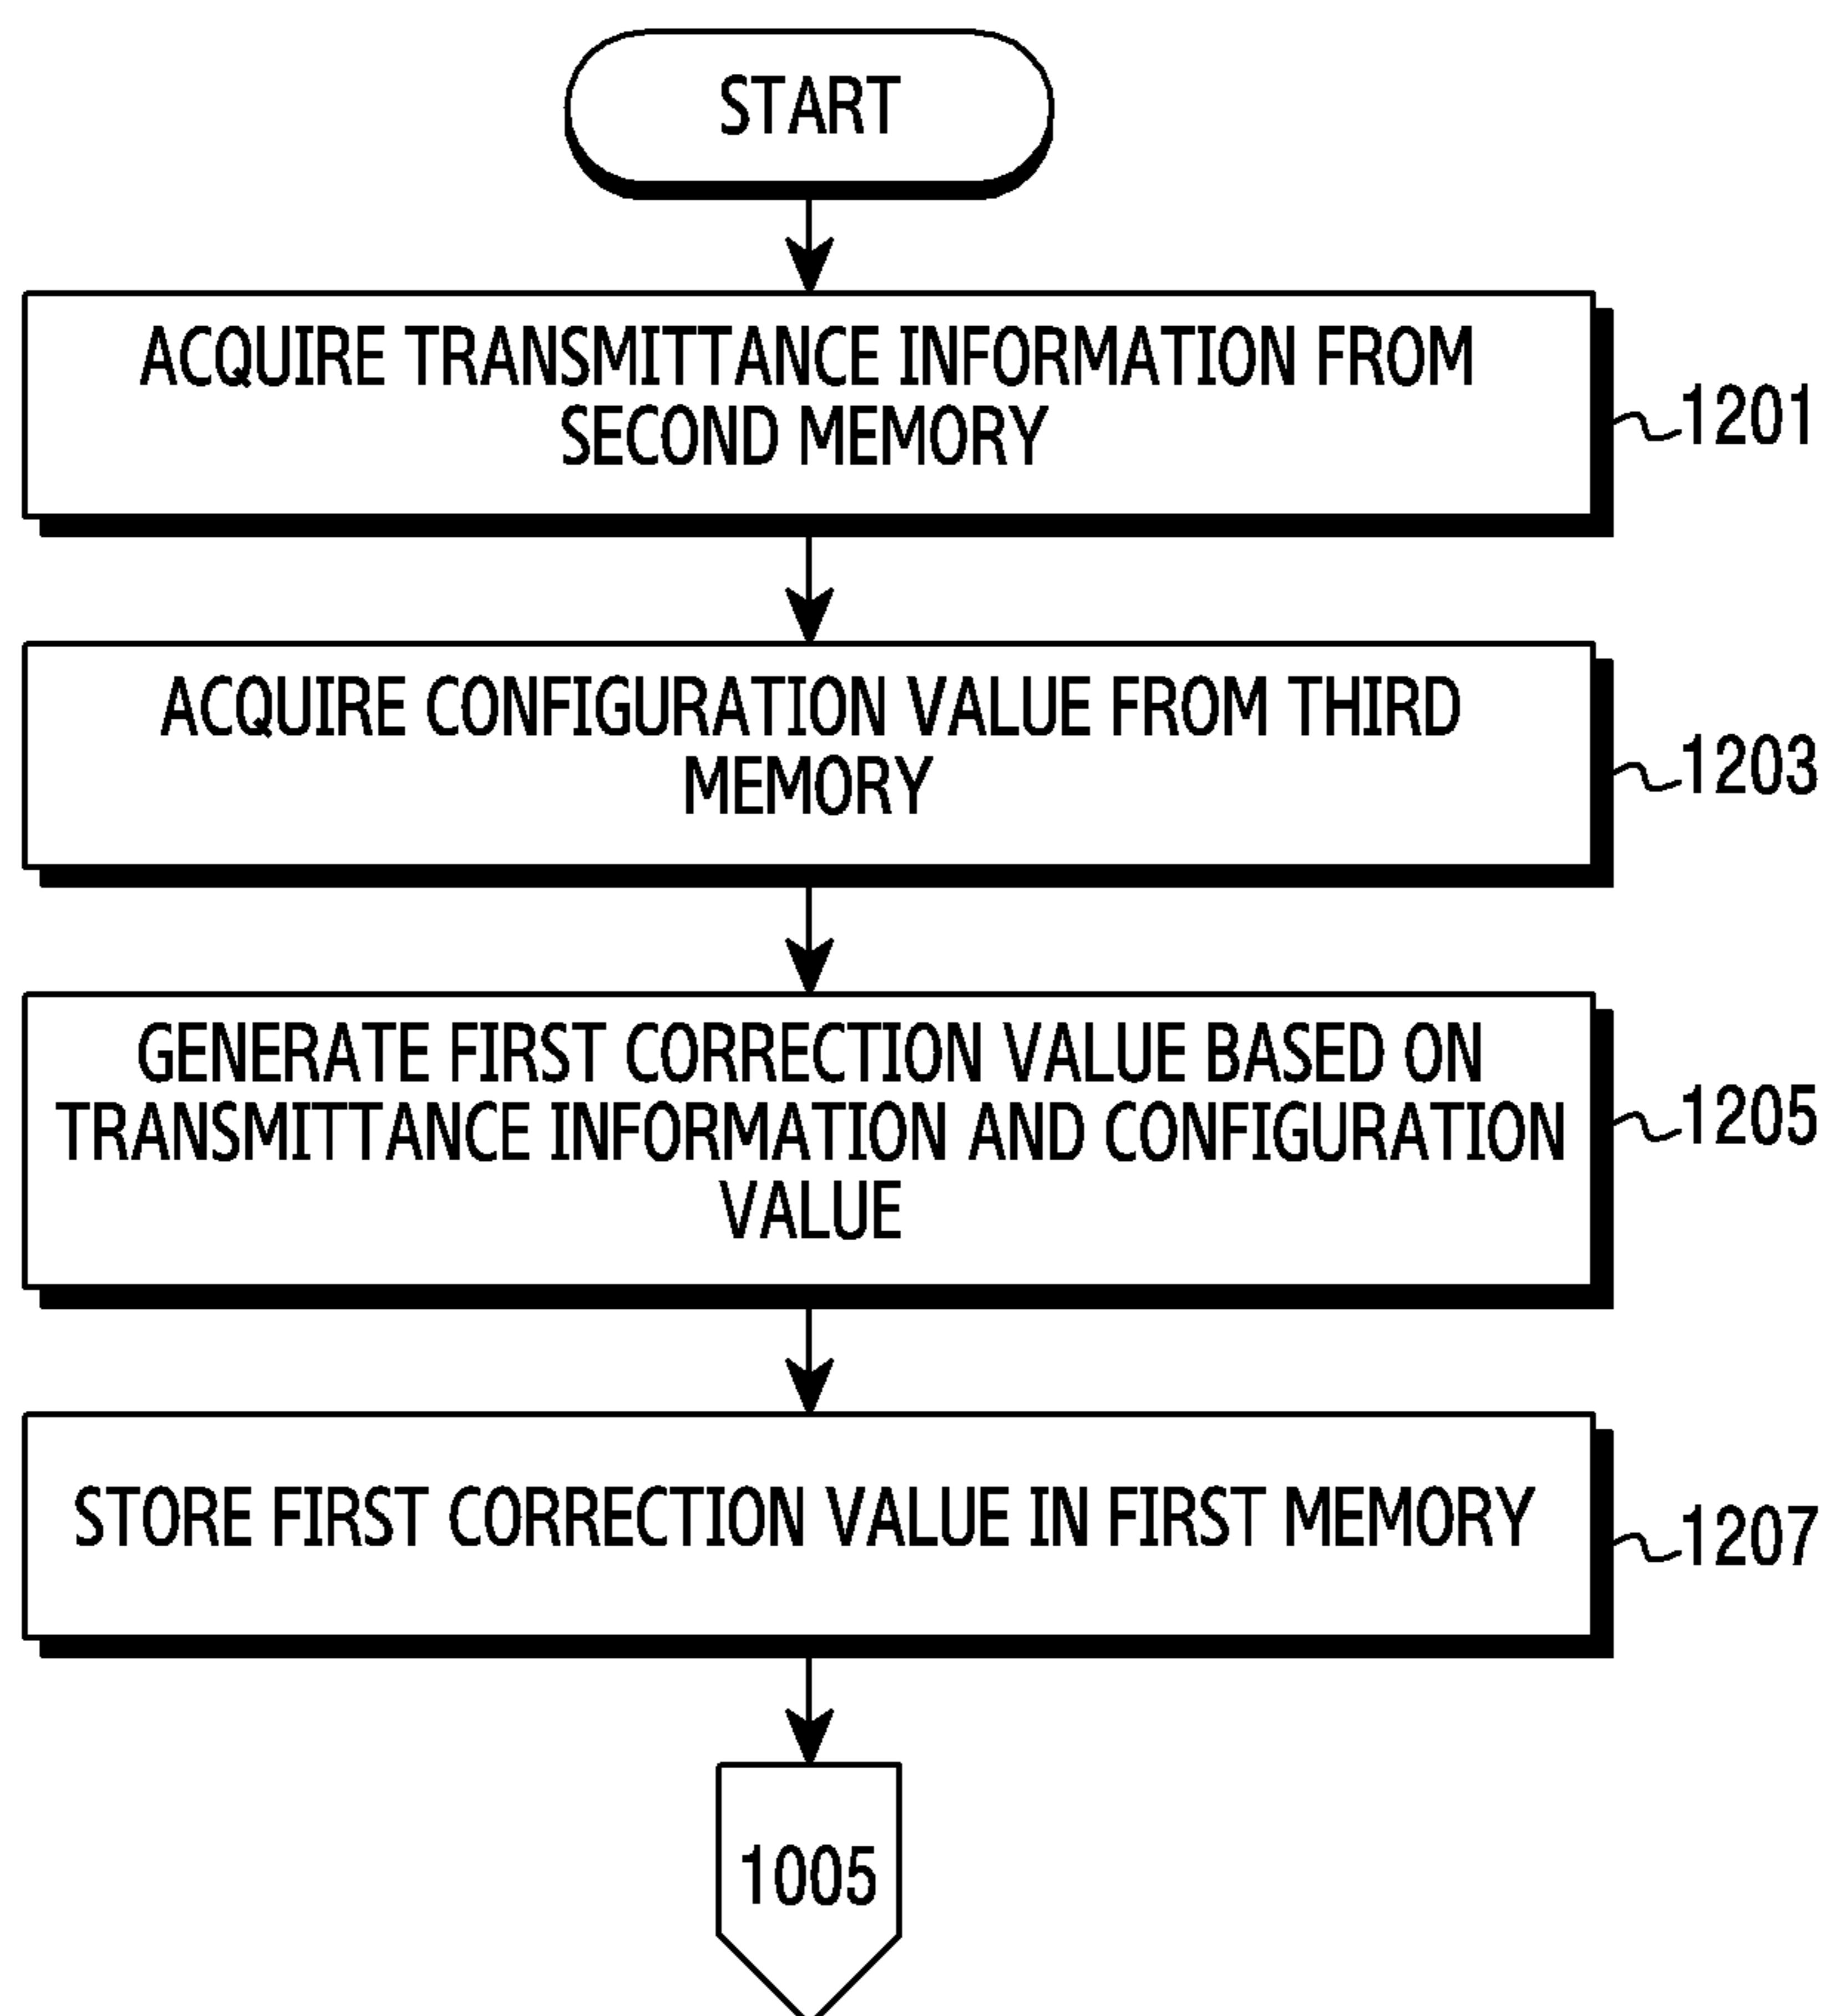 START
ACQUIRE TRANSMITTANCE INFORMATION FROM
SECOND MEMORY
1201
ACQUIRE CONFIGURATION VALUE FROM THIRD
MEMORY
1203
GENERATE FIRST CORRECTION VALUE BASED ON
TRANSMITTANCE INFORMATION AND CONFIGURATION
VALUE
1205
STORE FIRST CORRECTION VALUE IN FIRST MEMORY
1207
1005